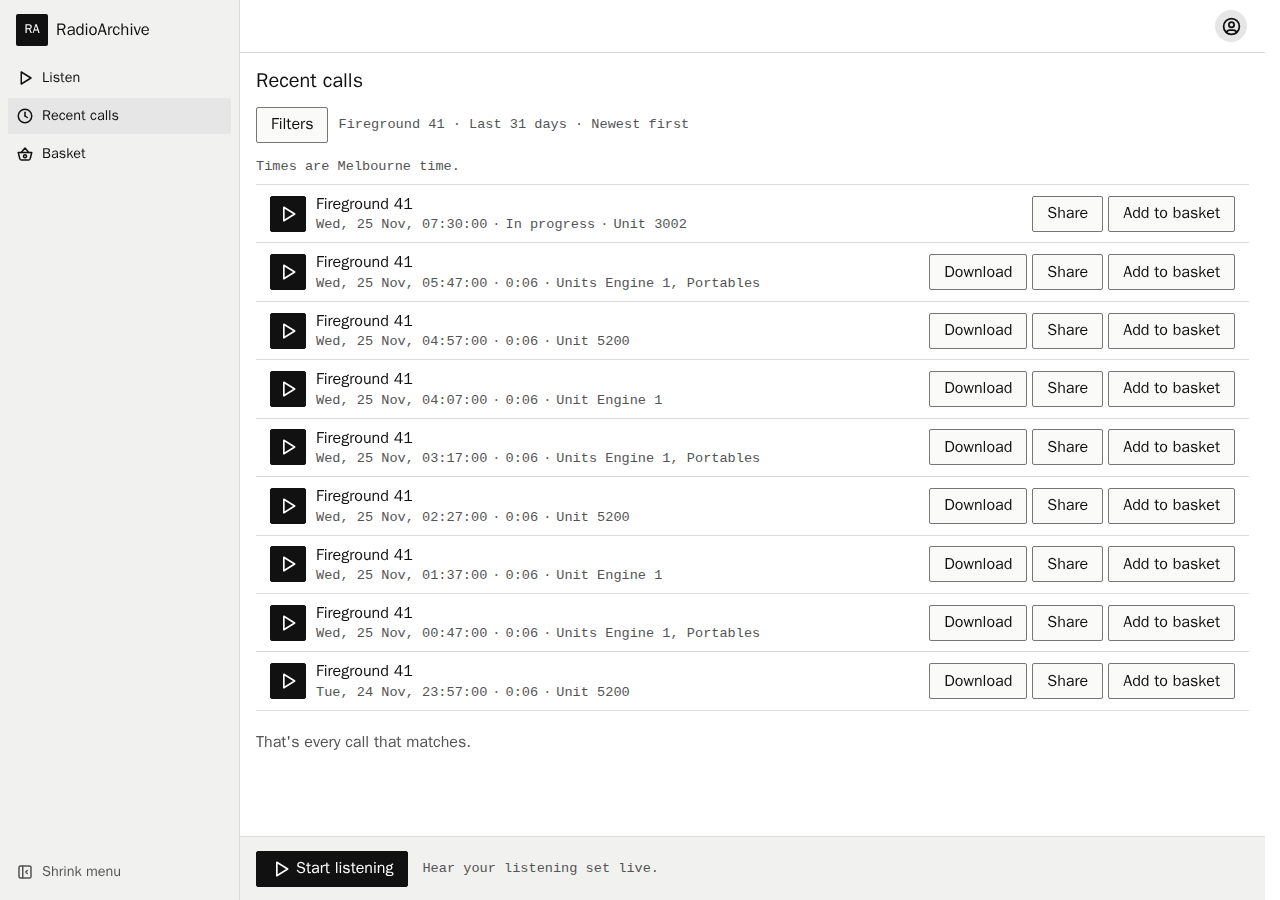 RA RadioArchive
Listen
Recent calls
Basket
Shrink menu
Recent calls
Filters Fireground 41 · Last 31 days · Newest first
Times are Melbourne time.
Fireground 41
Wed, 25 Nov, 07:30:00 · In progress · Unit 3002
Share Add to basket
Fireground 41
Wed, 25 Nov, 05:47:00 · 0:06 · Units Engine 1, Portables
Download Share Add to basket
Fireground 41
Wed, 25 Nov, 04:57:00 · 0:06 · Unit 5200
Download Share Add to basket
Fireground 41
Wed, 25 Nov, 04:07:00 · 0:06 · Unit Engine 1
Download Share Add to basket
Fireground 41
Wed, 25 Nov, 03:17:00 · 0:06 · Units Engine 1, Portables
Download Share Add to basket
Fireground 41
Wed, 25 Nov, 02:27:00 · 0:06 · Unit 5200
Download Share Add to basket
Fireground 41
Wed, 25 Nov, 01:37:00 · 0:06 · Unit Engine 1
Download Share Add to basket
Fireground 41
Wed, 25 Nov, 00:47:00 · 0:06 · Units Engine 1, Portables
Download Share Add to basket
Fireground 41
Tue, 24 Nov, 23:57:00 · 0:06 · Unit 5200
Download Share Add to basket
That's every call that matches.
Start listening Hear your listening set live.